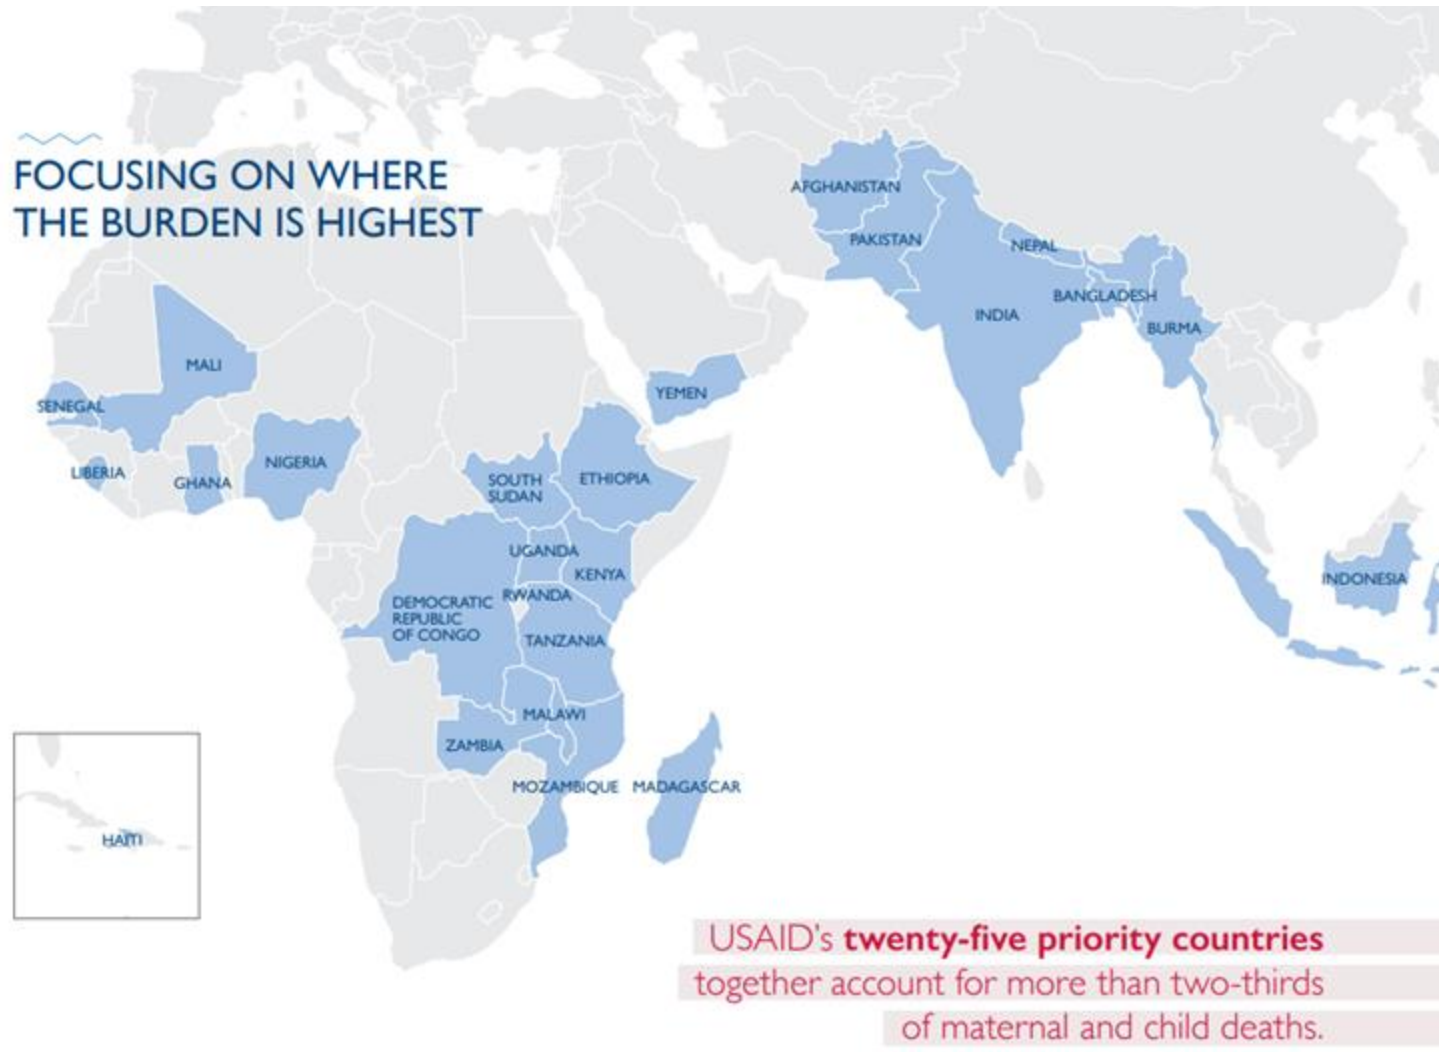 FOCUSING ON WHERE
THE BURDEN IS HIGHEST
AFGHANISTAN
PAKISTAN
NEPAL
BANGLADESH
INDIA
BURMA
MALI
SENEGAL
YEMEN
LIBERIA
GHANA
NIGERIA
SOUTH
SUDAN
ETHIOPIA
UGANDA
KENYA
RWANDA
DEMOCRATIC
REPUBLIC
OF CONGO
TANZANIA
INDONESIA
MALAWI
ZAMBIA
MOZAMBIQUE
MADAGASCAR
HAITI
USAID's twenty-five priority countries
together account for more than two-thirds
of maternal and child deaths.